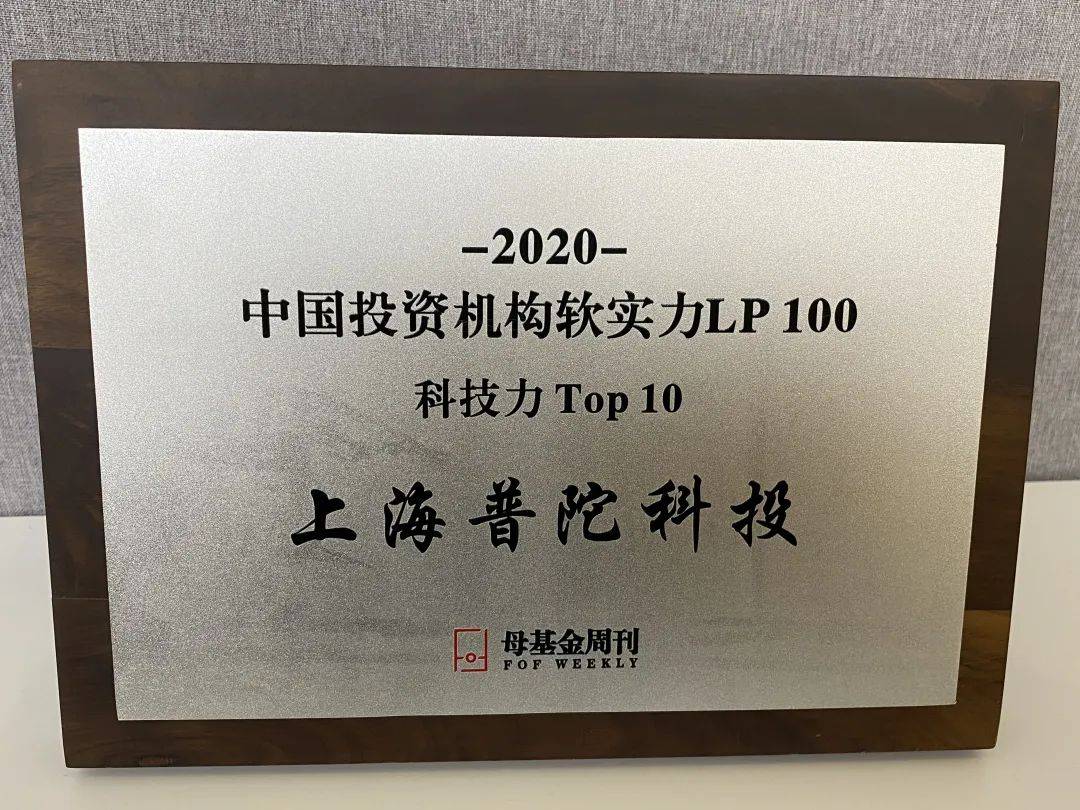 -2020-
中国投资机构软实力LP 100
科技力 Top 10
上海普陀科投
母基金周刊
FOF WEEKLY